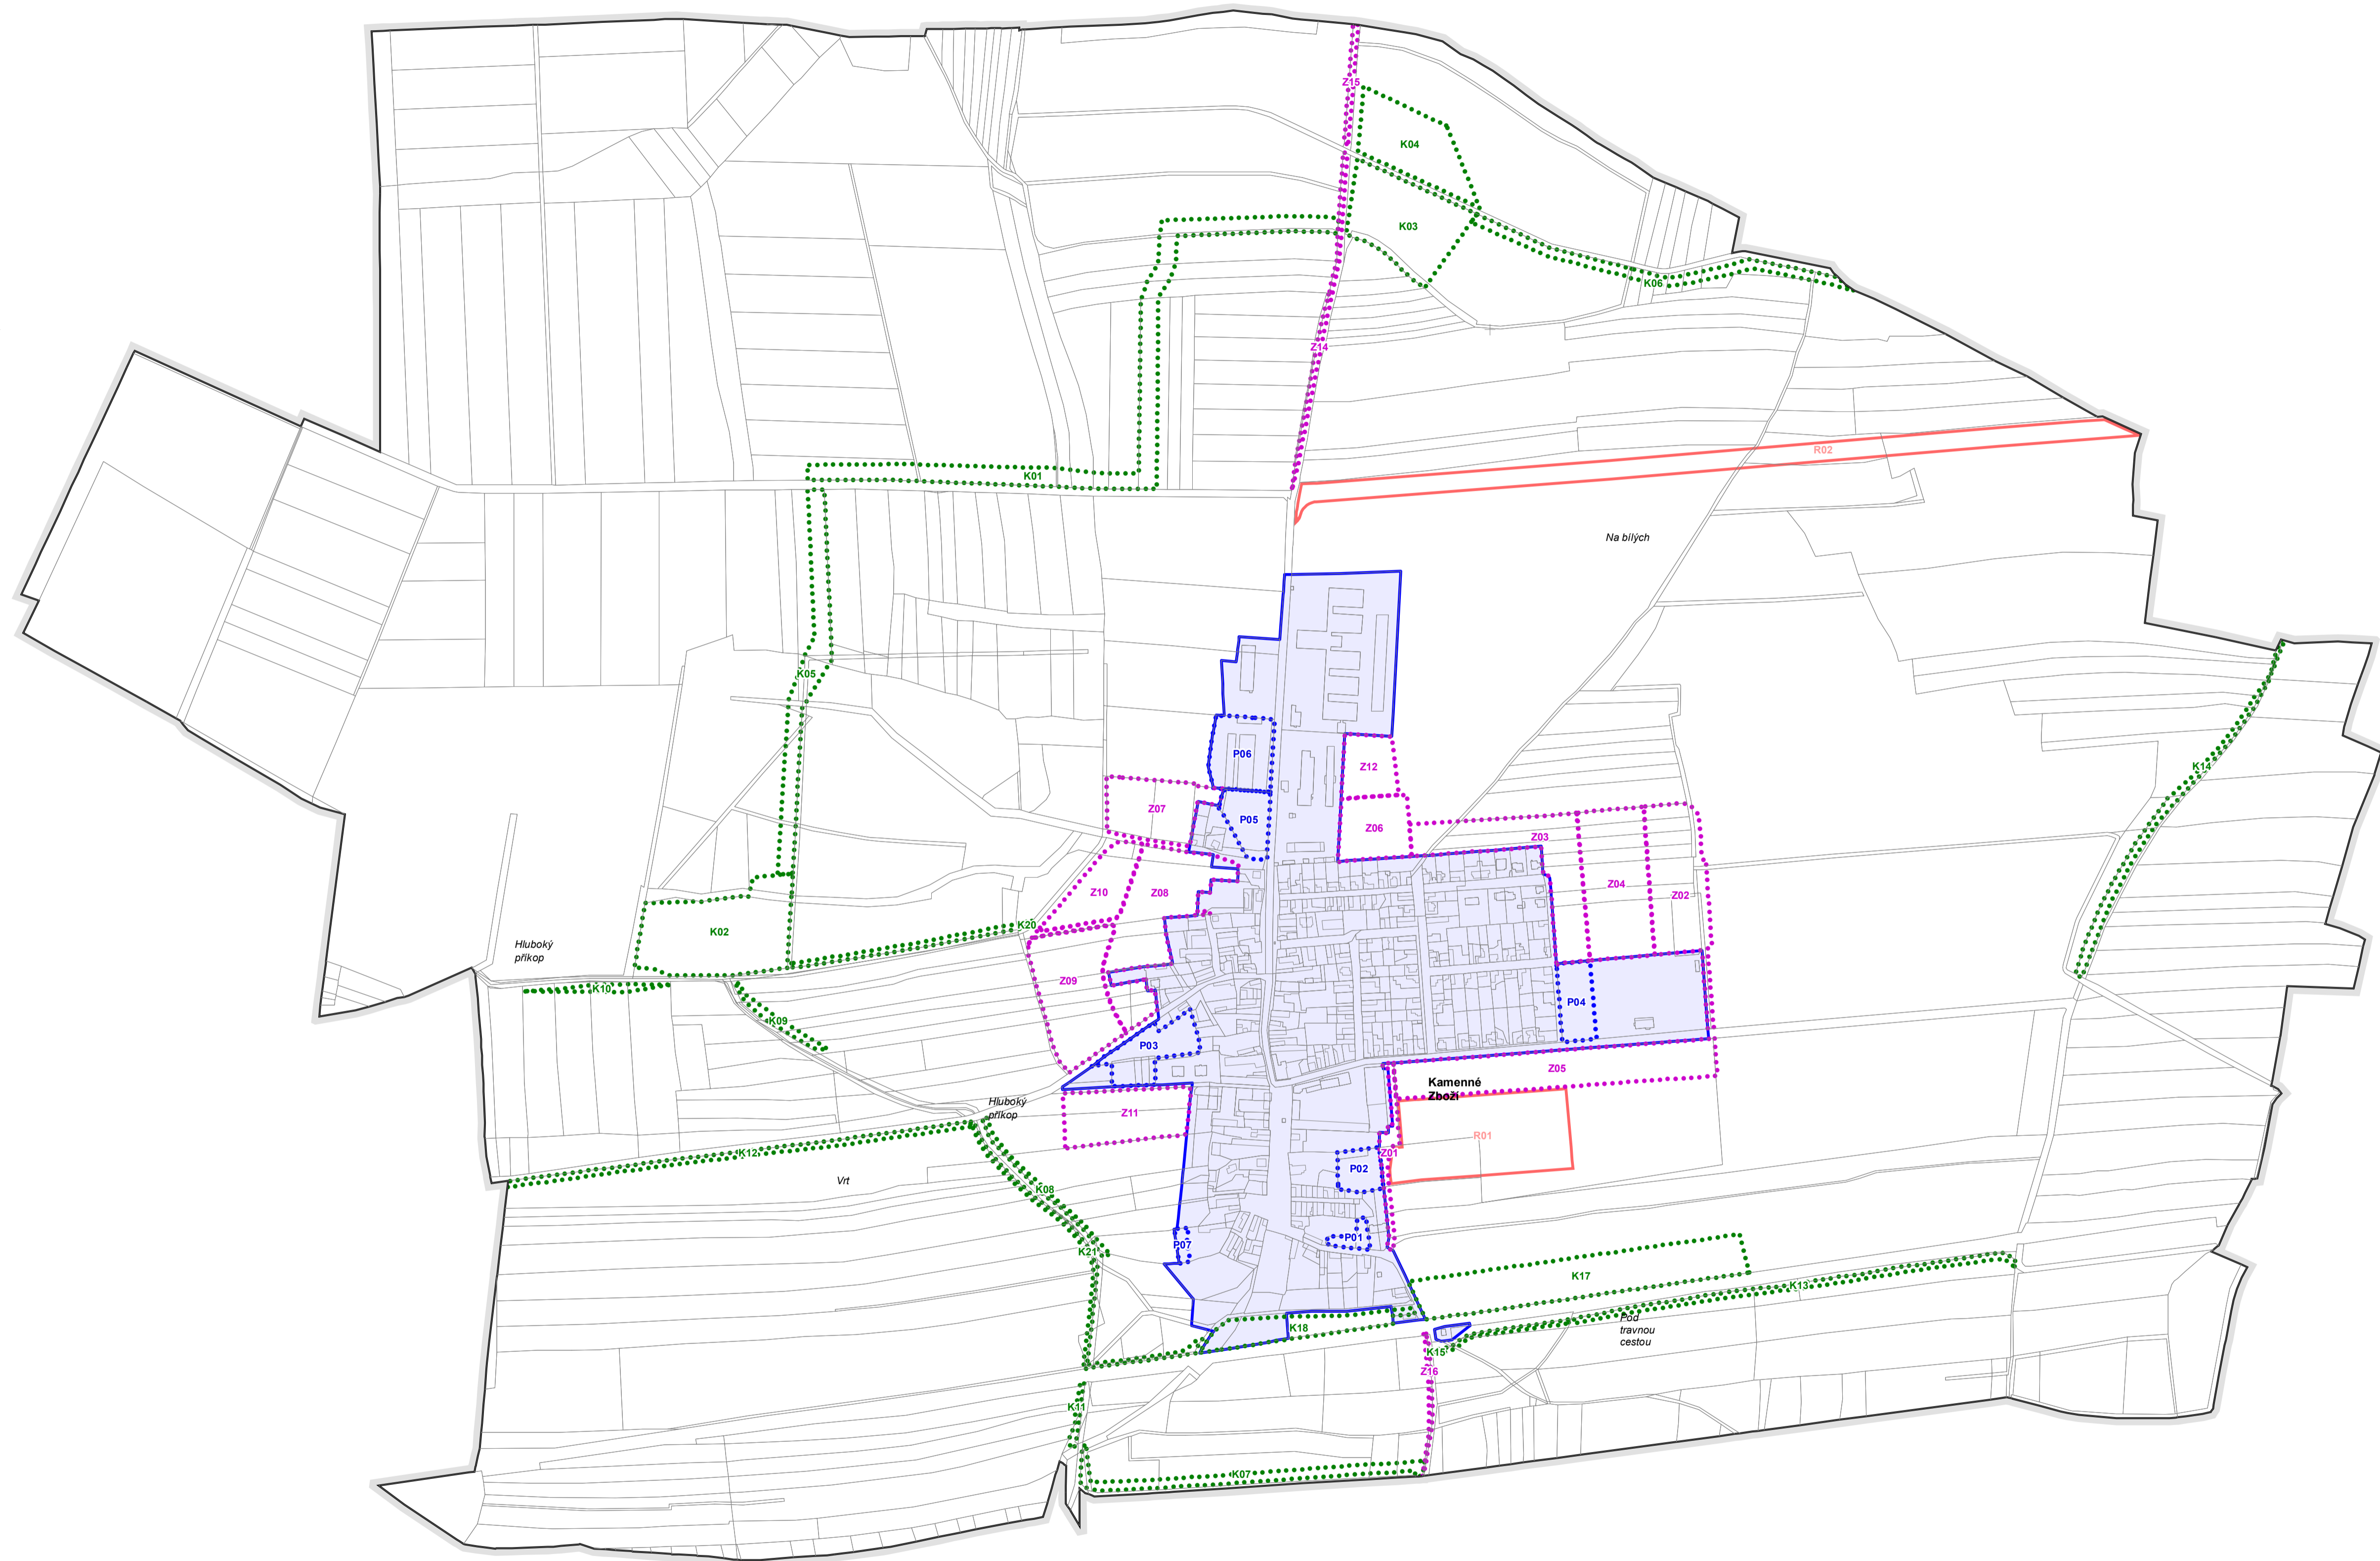 Z15
K04
K03
K06
Z14
R02
K01
Na bílých
K05
P06
Z12
K14
Z07
P05
Z06
Z03
Z10
Z08
Z04
Z02
K02
K20
Hluboký
příkop
Z09
K10
P04
K09
P03
Z05
Kamenné
Zboží
Hluboký
příkop
Z11
R01
K12
Z01
P02
Vrt
K08
P01
P07
K21
K17
K13
Pod
travnou
cestou
K18
K15
Z16
K11
K07